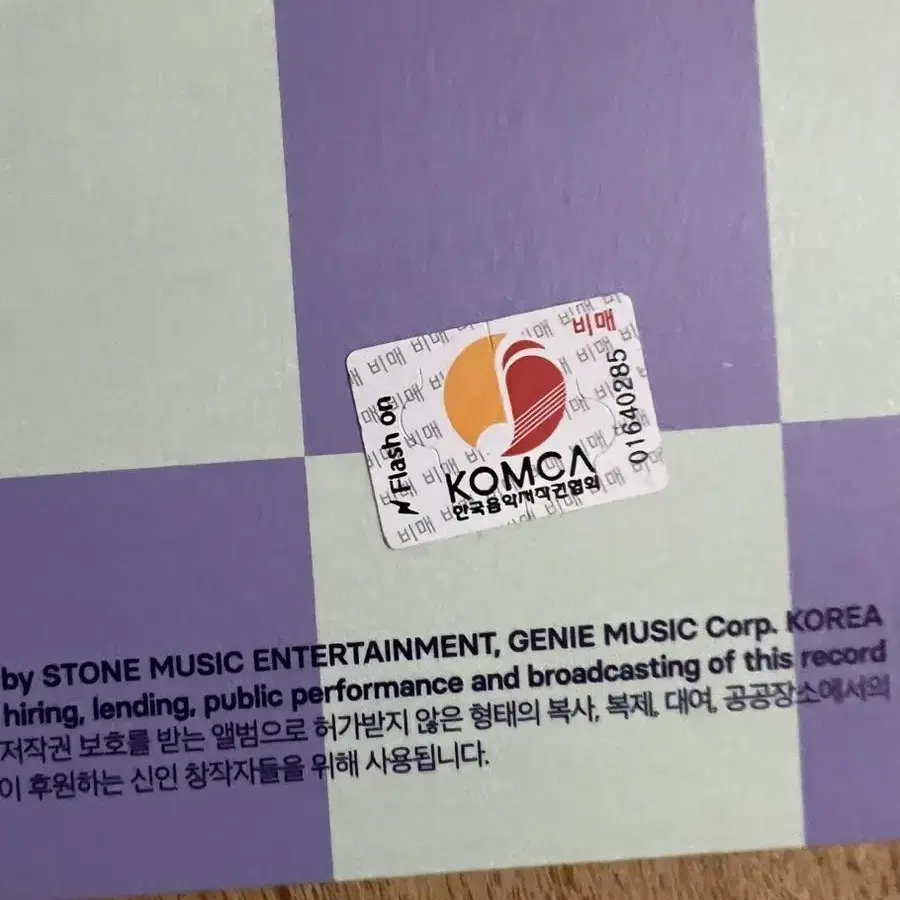 비매
Flash on
01640285
KOMCA
한국음악저작권협회
by STONE MUSIC ENTERTAINMENT, GENIE MUSIC Corp. KOREA
hiring, lending, public performance and broadcasting of this record
저작권 보호를 받는 앨범으로 허가받지 않은 형태의 복사, 복제, 대여, 공공장소에서의
이 후원하는 신인 창작자들을 위해 사용됩니다.